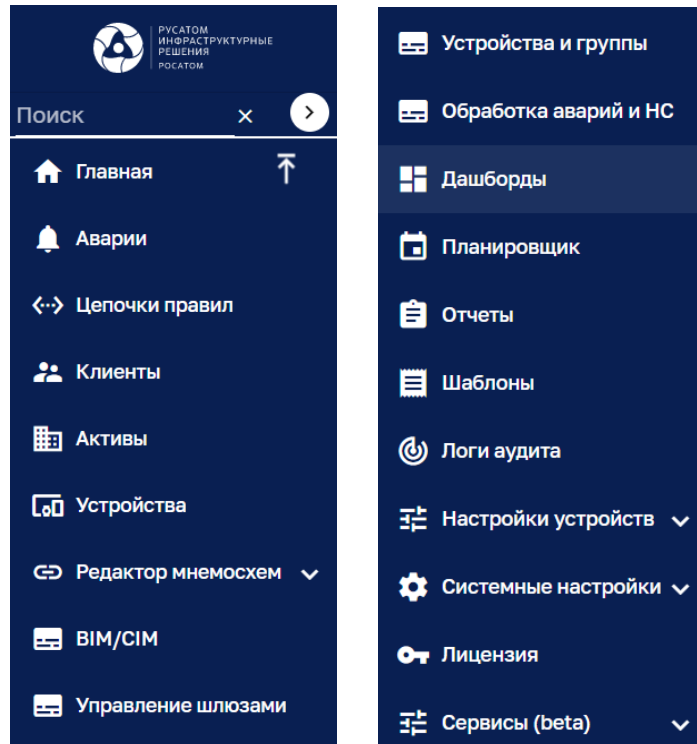 РУСАТОМ
ИНФРАСТРУКТУРНЫЕ
РЕШЕНИЯ
РОСАТОМ
Поиск
Главная
Аварии
Цепочки правил
Клиенты
Активы
Устройства
Редактор мнемосхем
BIM/CIM
Управление шлюзами
Устройства и группы
Обработка аварий и НС
Дашборды
Планировщик
Отчеты
Шаблоны
Логи аудита
Настройки устройств
Системные настройки
Лицензия
Сервисы (beta)